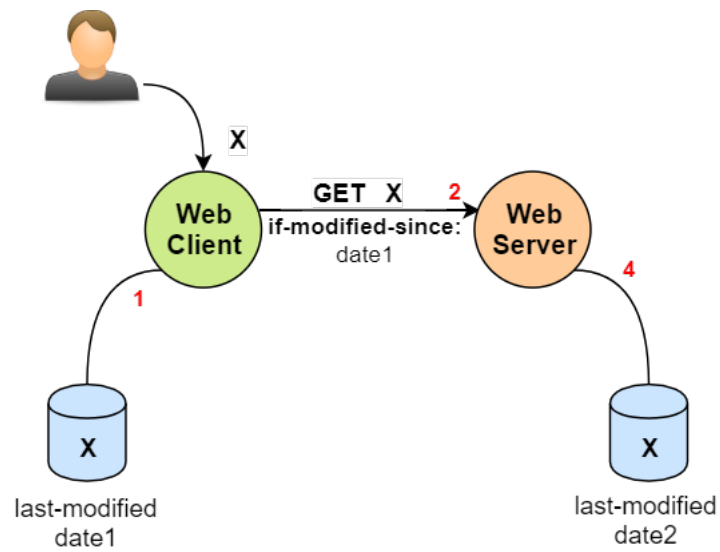 X
GET X 2
Web
Client
if-modified-since:
date1
Web
Server
1
4
X
last-modified
date1
X
last-modified
date2